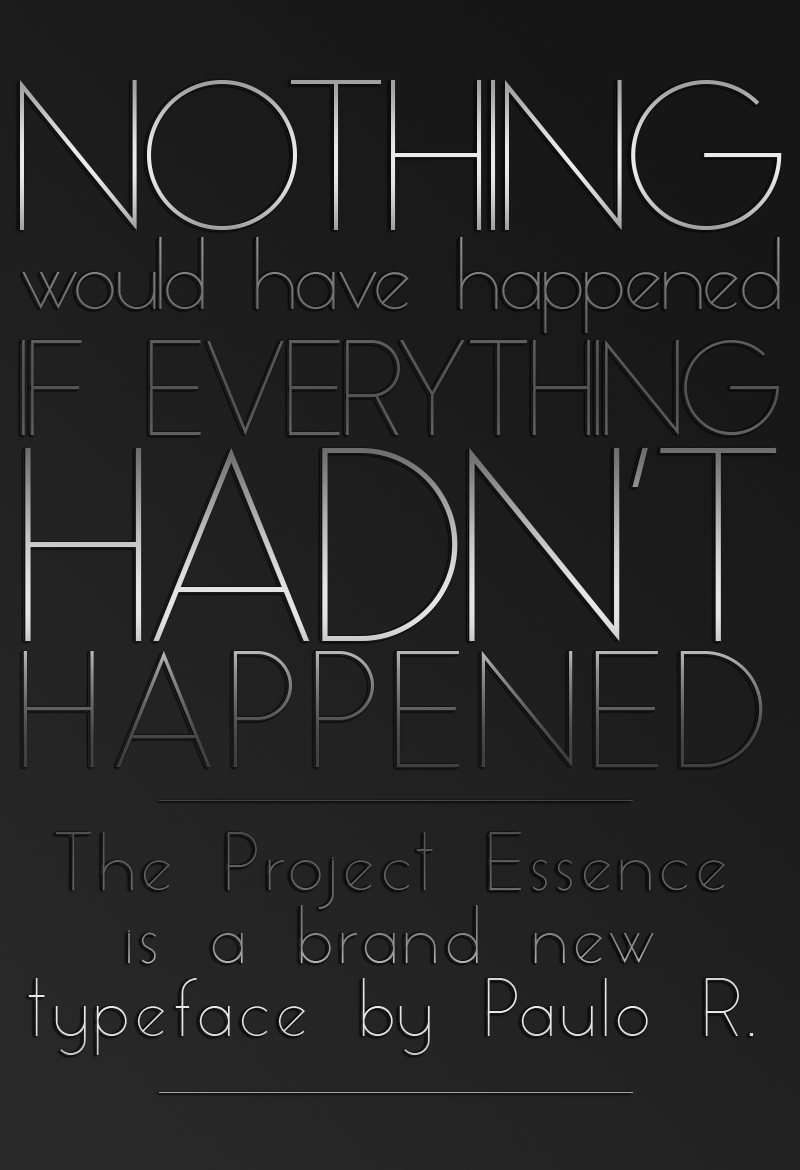 NOTHING
would have happened
IF EVERYTHING
HADN'T
HAPPENED
The Project Essence
is a brand new
typeface by Paulo R.